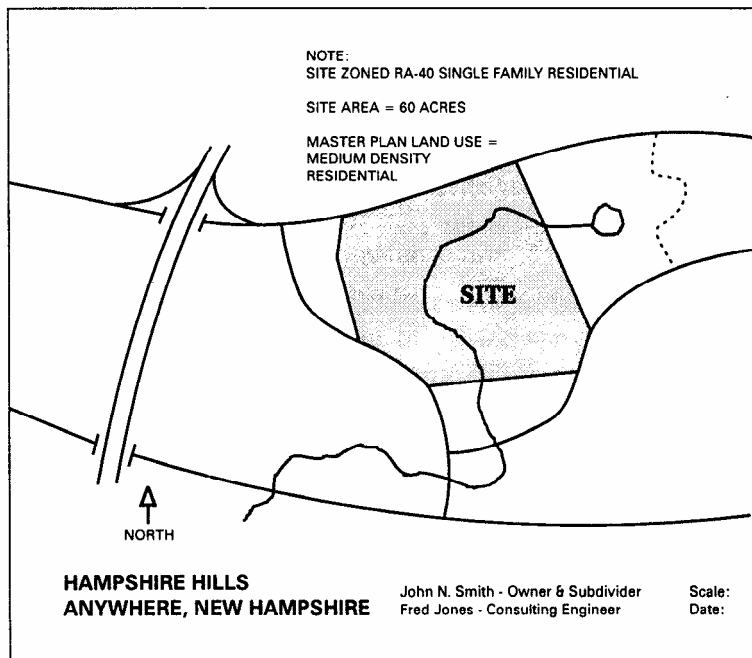 NOTE:
SITE ZONED RA-40 SINGLE FAMILY RESIDENTIAL
SITE AREA = 60 ACRES
MASTER PLAN LAND USE =
MEDIUM DENSITY
RESIDENTIAL
SITE
NORTH
HAMPSHIRE HILLS
ANYWHERE, NEW HAMPSHIRE
John N. Smith - Owner & Subdivider
Fred Jones - Consulting Engineer
Scale:
Date: